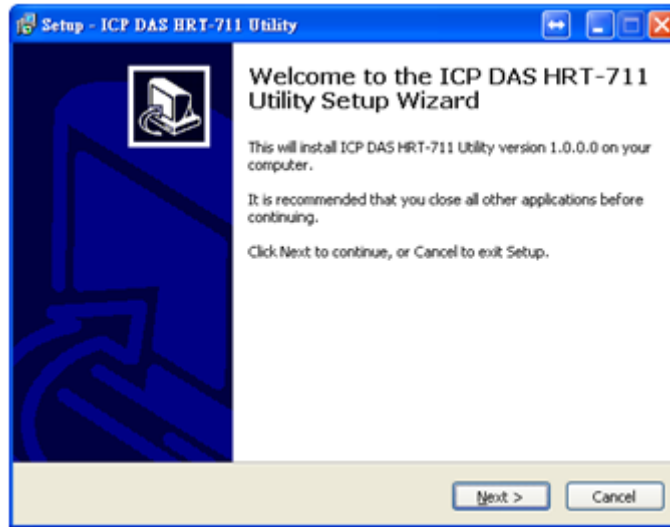 Setup - ICP DAS HRT-711 Utility
Welcome to the ICP DAS HRT-711
Utility Setup Wizard
This will install ICP DAS HRT-711 Utility version 1.0.0.0 on your
computer.
It is recommended that you close all other applications before
continuing.
Click Next to continue, or Cancel to exit Setup.
Next >
Cancel